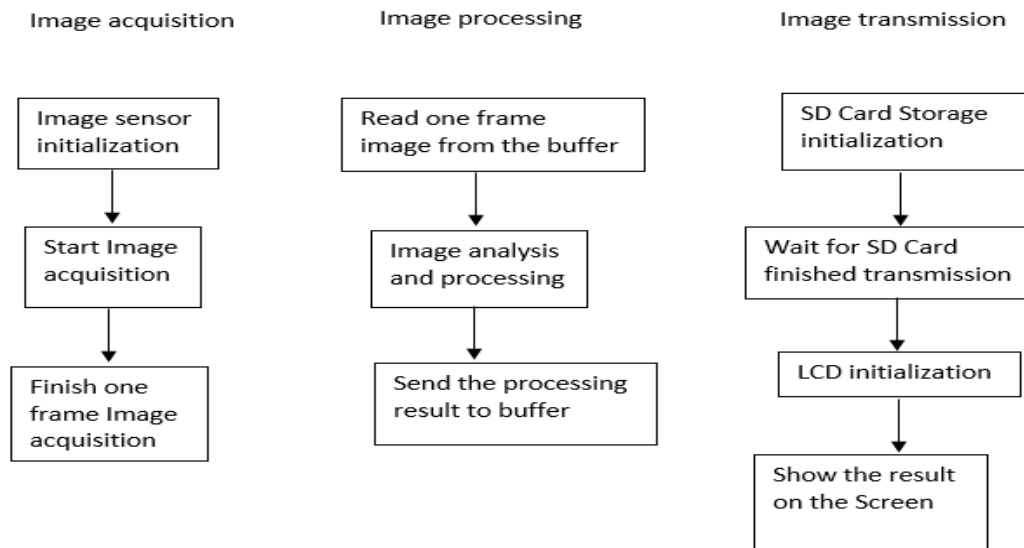 Image acquisition
Image processing
Image transmission
Image sensor
initialization
Start Image
acquisition
Finish one
frame Image
acquisition
Read one frame
image from the buffer
Image analysis
and processing
Send the processing
result to buffer
SD Card Storage
initialization
Wait for SD Card
finished transmission
LCD initialization
Show the result
on the Screen